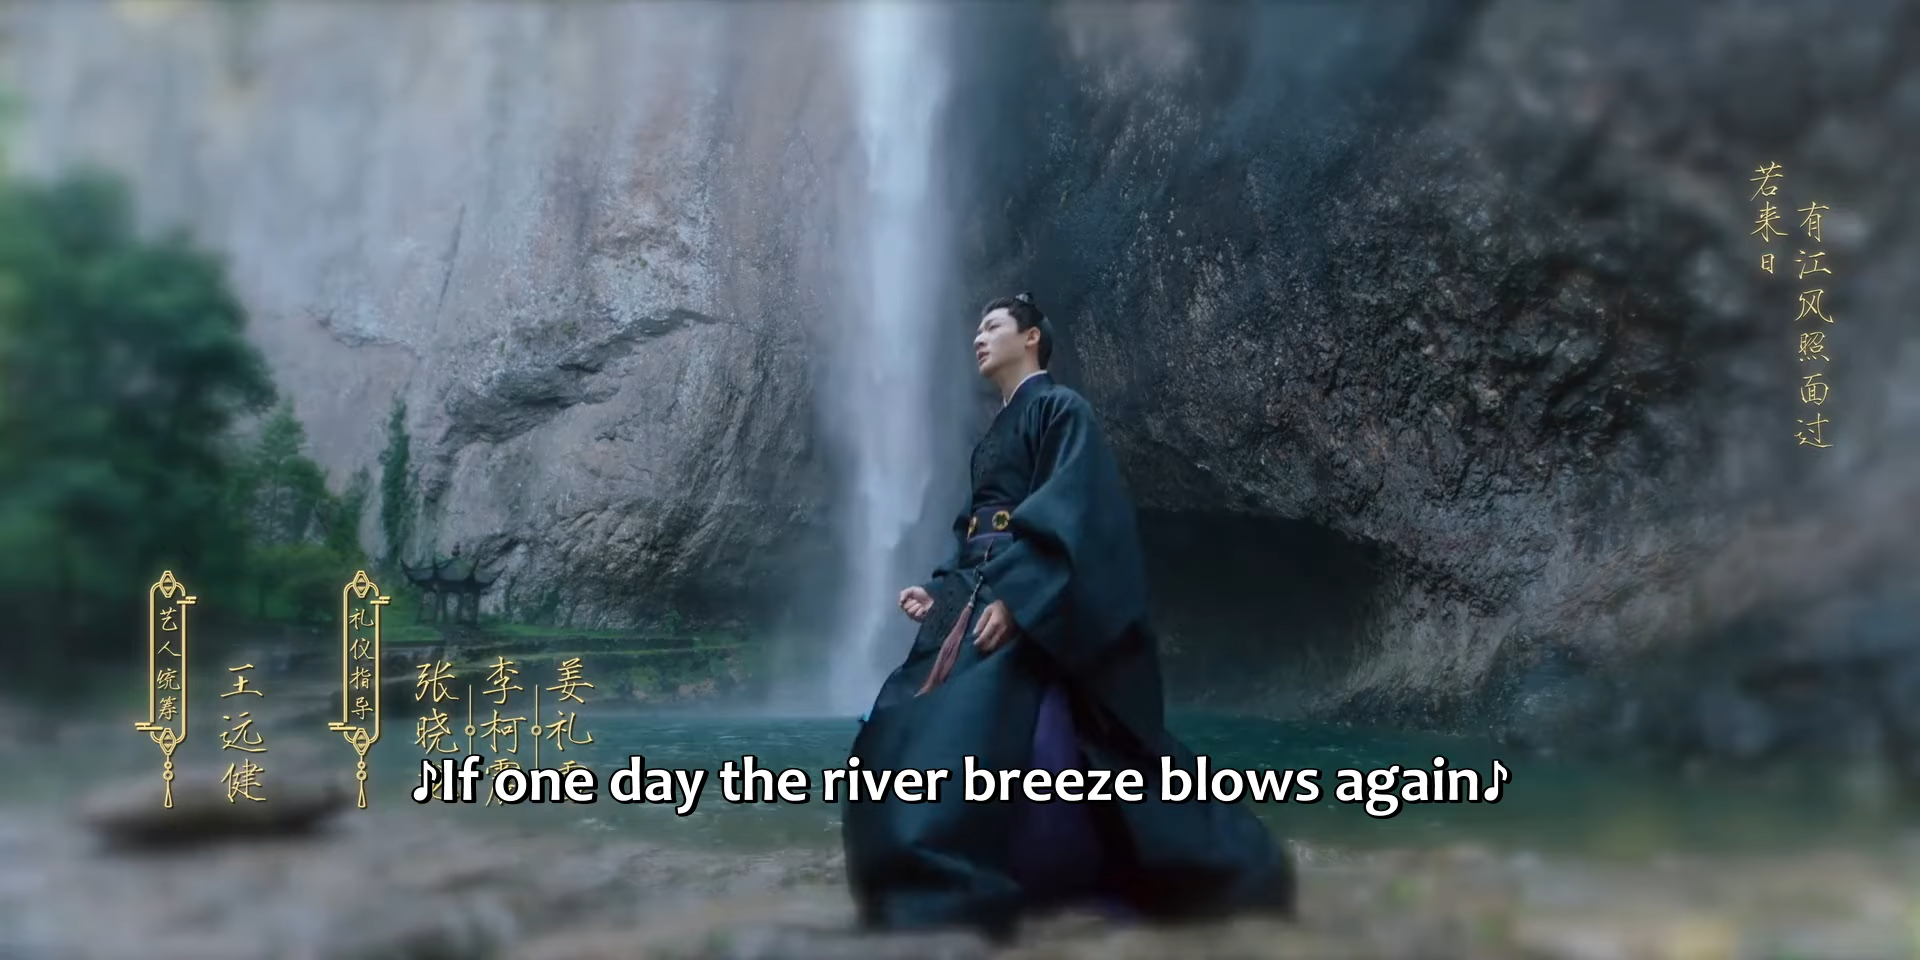 若来日
有江风照面过
艺人统筹
王远健
礼仪指导
张晓
李柯
姜礼
♪If one day the river breeze blows again♪